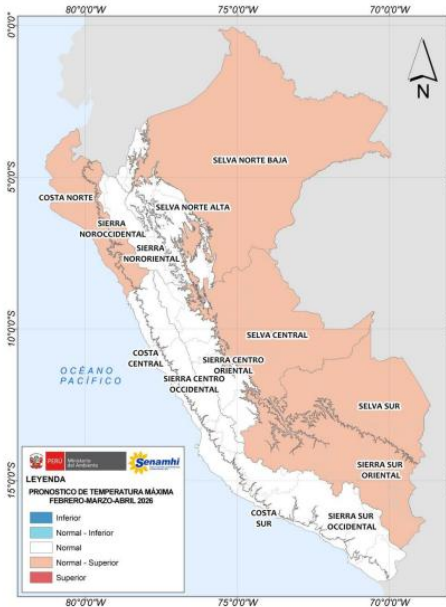 80°0'0"W 75°0'0"W 70°0'0"W
0°0'0"
N
SELVA NORTE BAJA
5°0'0"S
COSTA NORTE
SELVA NORTE ALTA
SIERRA
NOROCCIDENTAL
SIERRA
NORORIENTAL
10°0'0"S
SELVA CENTRAL
COSTA
CENTRAL
SIERRA CENTRO
ORIENTAL
OCÉANO
PACÍFICO
SIERRA CENTRO
OCCIDENTAL
SELVA SUR
SIERRA SUR
ORIENTAL
15°0'0"S
COSTA
SUR
SIERRA SUR
OCCIDENTAL
PERÚ
Ministerio
del Ambiente
Senamhi
LEYENDA
PRONOSTICO DE TEMPERATURA MÁXIMA
FEBRERO-MARZO-ABRIL 2026
Inferior
Normal - Inferior
Normal
Normal - Superior
Superior
80°0'0"W 75°0'0"W 70°0'0"W